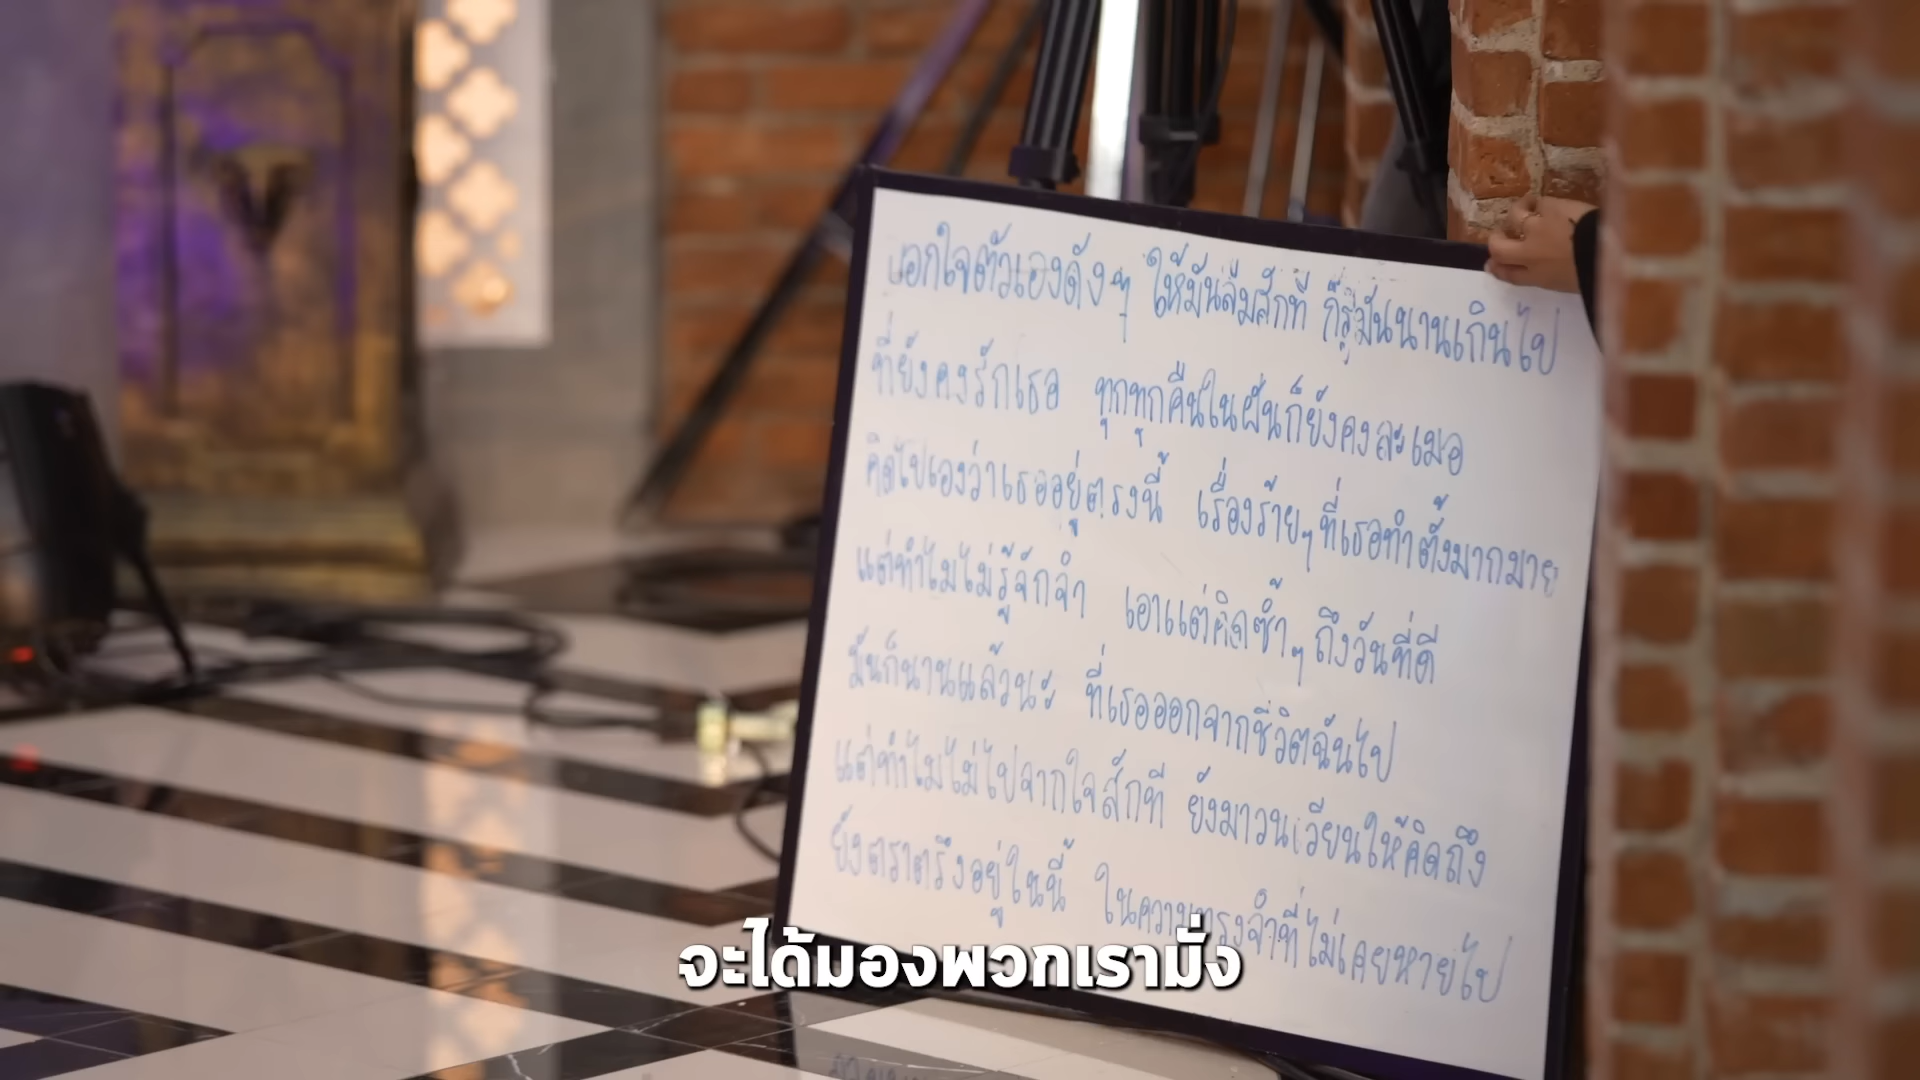 บอกใจตัวเองดังๆ ให้มันลืมสักที ก็รู้มันนานเกินไป
ที่ยังคงรักเธอ ทุกทุกคืนในฝันก็ยังคงละเมอ
คิดไปเองว่าเธออยู่ตรงนี้ เรื่องร้ายๆที่เธอทำตั้งมากมาย
แต่ทำไมไม่รู้จักจำ เอาแต่คิดซ้ำๆ ถึงวันที่ดี
มันก็นานแล้วนะ ที่เธอออกจากชีวิตฉันไป
แต่ทำไมไม่ไปจากใจสักที ยังมาวนเวียนให้คิดถึง
ยังตราตรึงอยู่ในนี้ ในความทรงจำที่ไม่เคยหายไป
จะได้มองพวกเรามั่ง